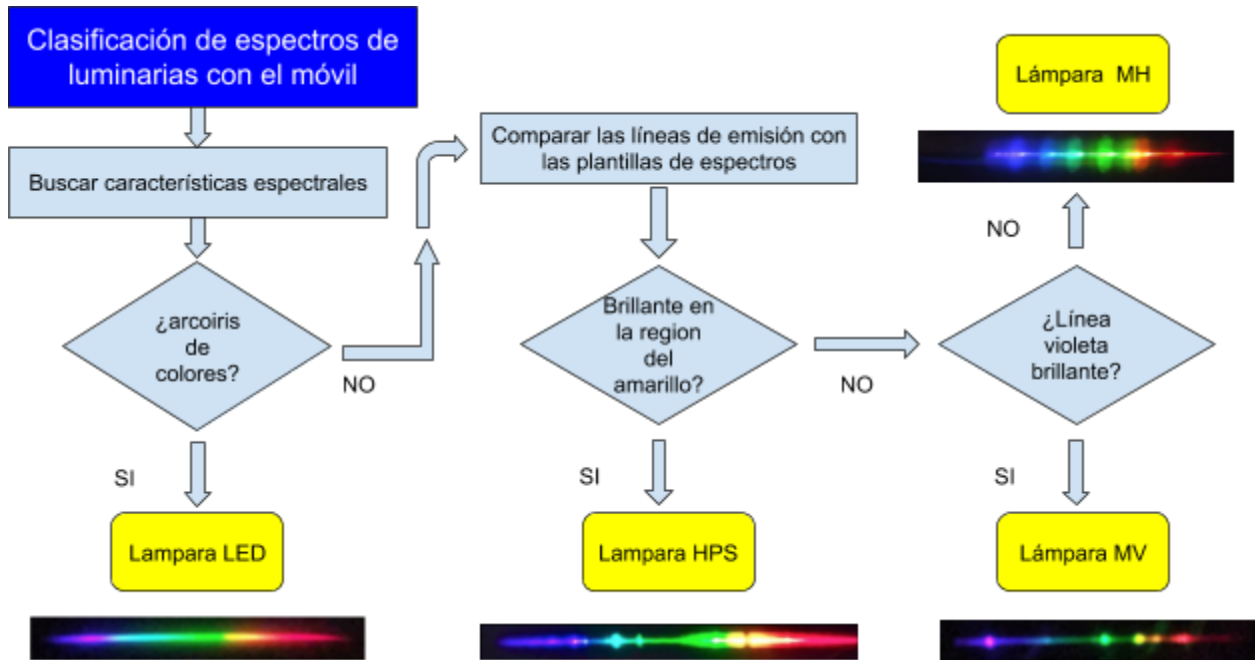 Clasificación de espectros de
luminarias con el móvil
Buscar características espectrales
¿arcoiris
de
colores?
NO
SI
Lampara LED
Comparar las líneas de emisión con
las plantillas de espectros
Brillante en
la region
del
amarillo?
NO
SI
Lampara HPS
¿Línea
violeta
brillante?
NO
Lámpara  MH
SI
Lámpara MV